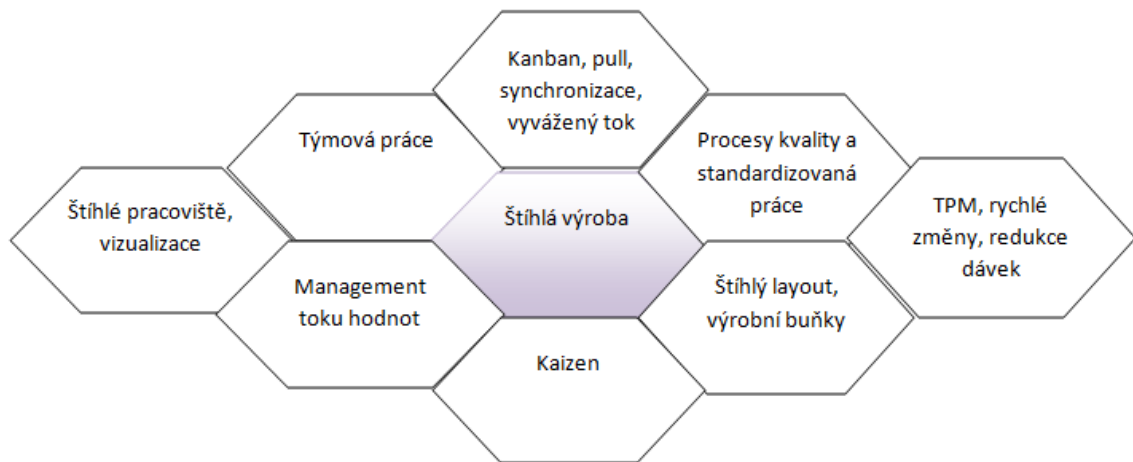 Kanban, pull,
synchronizace,
vyvážený tok
Týmová práce
Procesy kvality a
standardizovaná
práce
Štíhlé pracoviště,
vizualizace
Štíhlá výroba
TPM, rychlé
změny, redukce
dávek
Management
toku hodnot
Štíhlý layout,
výrobní buňky
Kaizen